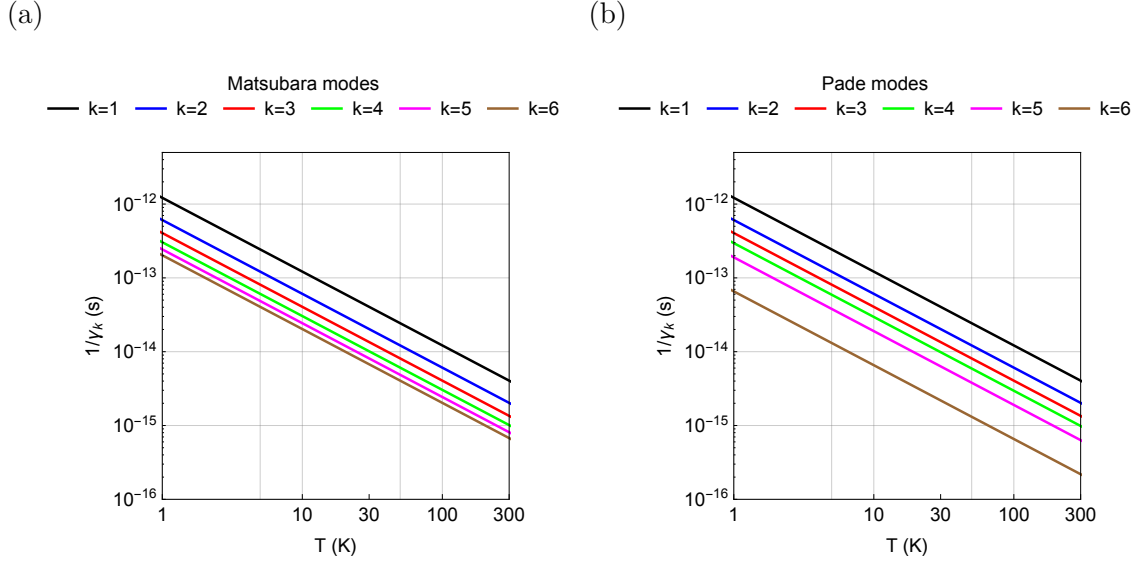 (a)
Matsubara modes
k=1 k=2 k=3 k=4 k=5 k=6
1/γₖ (s)
10⁻¹²
10⁻¹³
10⁻¹⁴
10⁻¹⁵
10⁻¹⁶
1 10 30 100 300
T (K)
(b)
Pade modes
k=1 k=2 k=3 k=4 k=5 k=6
1/γₖ (s)
10⁻¹²
10⁻¹³
10⁻¹⁴
10⁻¹⁵
10⁻¹⁶
1 10 30 100 300
T (K)